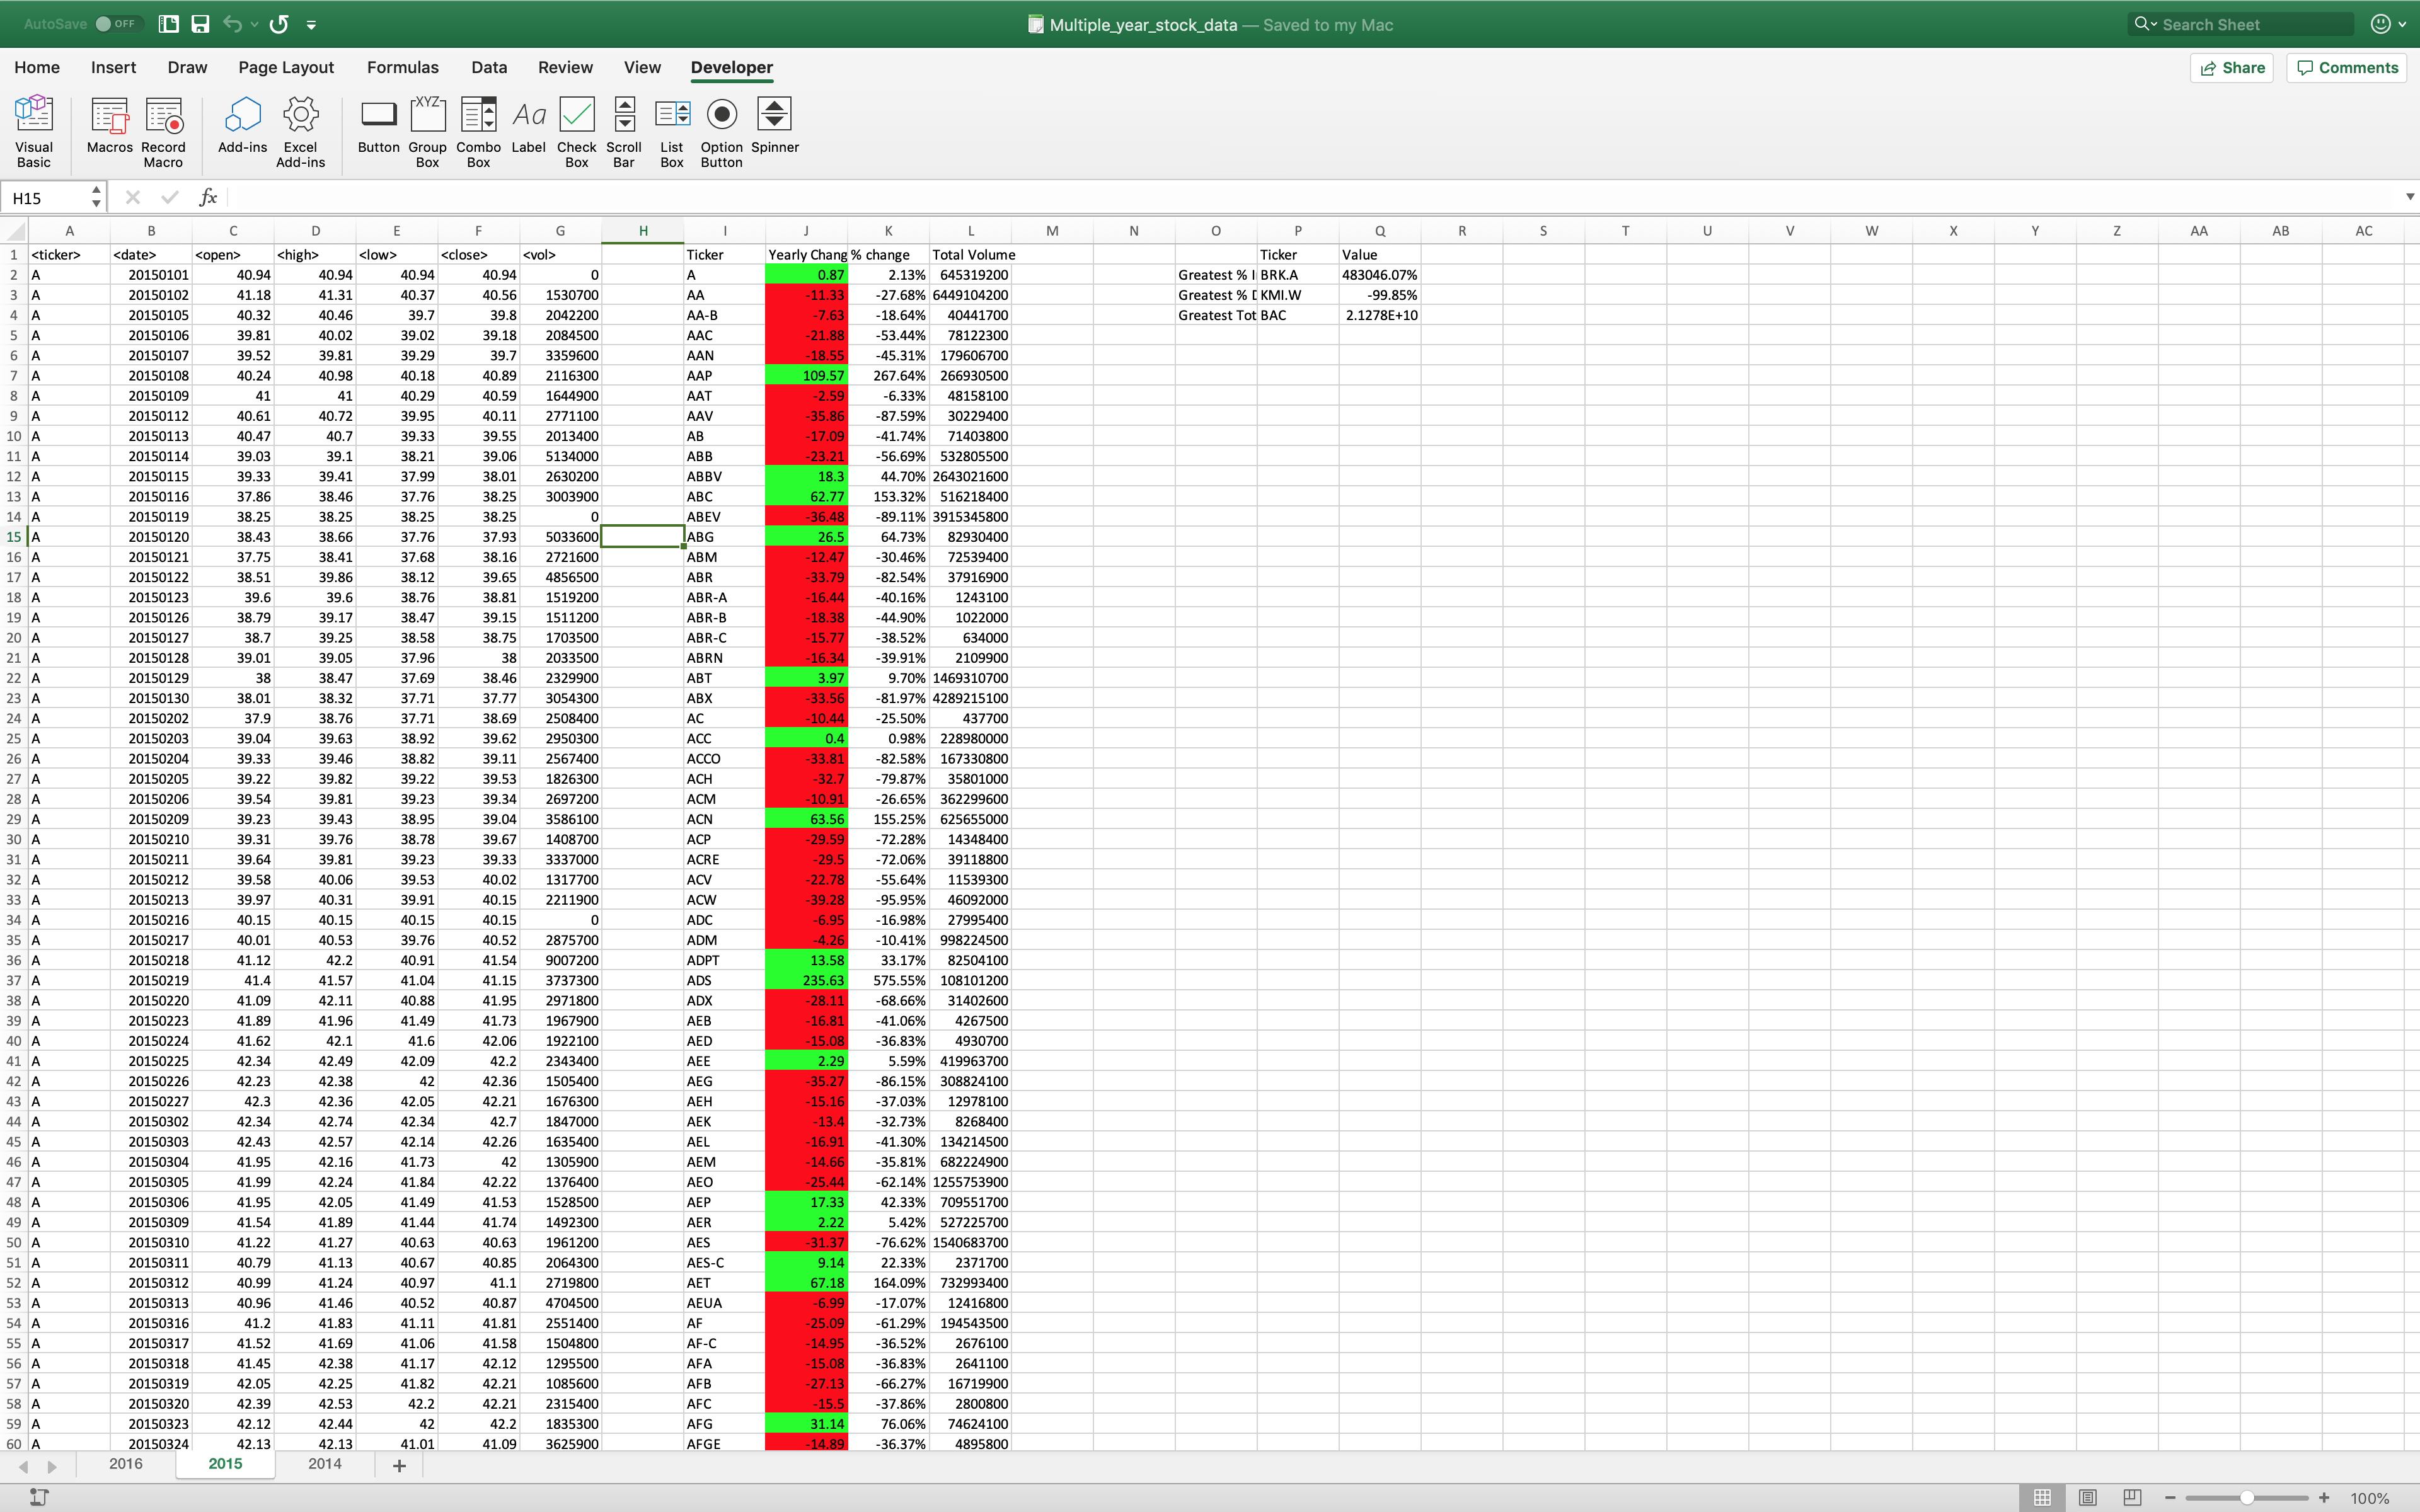 AutoSave OFF Multiple_year_stock_data — Saved to my Mac Search Sheet
Home Insert Draw Page Layout Formulas Data Review View Developer Share Comments
Visual Basic Macros Record Macro Add-ins Excel Add-ins Button Group Box Combo Box Label Check Box Scroll Bar List Box Option Button Spinner
XYZ Aa
H15 fx
A B C D E F G H I J K L M N O P Q R S T U V W X Y Z AA AB AC
1 <ticker> <date> <open> <high> <low> <close> <vol> Ticker Yearly Chang % change Total Volume Ticker Value
2 A 20150101 40.94 40.94 40.94 40.94 0 A 0.87 2.13% 645319200 Greatest % I BRK.A 483046.07%
3 A 20150102 41.18 41.31 40.37 40.56 1530700 AA -11.33 -27.68% 6449104200 Greatest % D KMI.W -99.85%
4 A 20150105 40.32 40.46 39.7 39.8 2042200 AA-B -7.63 -18.64% 40441700 Greatest Tot BAC 2.1278E+10
5 A 20150106 39.81 40.02 39.02 39.18 2084500 AAC -21.88 -53.44% 78122300
6 A 20150107 39.52 39.81 39.29 39.7 3359600 AAN -18.55 -45.31% 179606700
7 A 20150108 40.24 40.98 40.18 40.89 2116300 AAP 109.57 267.64% 266930500
8 A 20150109 41 41 40.29 40.59 1644900 AAT -2.59 -6.33% 48158100
9 A 20150112 40.61 40.72 39.95 40.11 2771100 AAV -35.86 -87.59% 30229400
10 A 20150113 40.47 40.7 39.33 39.55 2013400 AB -17.09 -41.74% 71403800
11 A 20150114 39.03 39.1 38.21 39.06 5134000 ABB -23.21 -56.69% 532805500
12 A 20150115 39.33 39.41 37.99 38.01 2630200 ABBV 18.3 44.70% 2643021600
13 A 20150116 37.86 38.46 37.76 38.25 3003900 ABC 62.77 153.32% 516218400
14 A 20150119 38.25 38.25 38.25 38.25 0 ABEV -36.48 -89.11% 3915345800
15 A 20150120 38.43 38.66 37.76 37.93 5033600 ABG 26.5 64.73% 82930400
16 A 20150121 37.75 38.41 37.68 38.16 2721600 ABM -12.47 -30.46% 72539400
17 A 20150122 38.51 39.86 38.12 39.65 4856500 ABR -33.79 -82.54% 37916900
18 A 20150123 39.6 39.6 38.76 38.81 1519200 ABR-A -16.44 -40.16% 1243100
19 A 20150126 38.79 39.17 38.47 39.15 1511200 ABR-B -18.38 -44.90% 1022000
20 A 20150127 38.7 39.25 38.58 38.75 1703500 ABR-C -15.77 -38.52% 634000
21 A 20150128 39.01 39.05 37.96 38 2033500 ABRN -16.34 -39.91% 2109900
22 A 20150129 38 38.47 37.69 38.46 2329900 ABT 3.97 9.70% 1469310700
23 A 20150130 38.01 38.32 37.71 37.77 3054300 ABX -33.56 -81.97% 4289215100
24 A 20150202 37.9 38.76 37.71 38.69 2508400 AC -10.44 -25.50% 437700
25 A 20150203 39.04 39.63 38.92 39.62 2950300 ACC 0.4 0.98% 228980000
26 A 20150204 39.33 39.46 38.82 39.11 2567400 ACCO -33.81 -82.58% 167330800
27 A 20150205 39.22 39.82 39.22 39.53 1826300 ACH -32.7 -79.87% 35801000
28 A 20150206 39.54 39.81 39.23 39.34 2697200 ACM -10.91 -26.65% 362299600
29 A 20150209 39.23 39.43 38.95 39.04 3586100 ACN 63.56 155.25% 625655000
30 A 20150210 39.31 39.76 38.78 39.67 1408700 ACP -29.59 -72.28% 14348400
31 A 20150211 39.64 39.81 39.23 39.33 3337000 ACRE -29.5 -72.06% 39118800
32 A 20150212 39.58 40.06 39.53 40.02 1317700 ACV -22.78 -55.64% 11539300
33 A 20150213 39.97 40.31 39.91 40.15 2211900 ACW -39.28 -95.95% 46092000
34 A 20150216 40.15 40.15 40.15 40.15 0 ADC -6.95 -16.98% 27995400
35 A 20150217 40.01 40.53 39.76 40.52 2875700 ADM -4.26 -10.41% 998224500
36 A 20150218 41.12 42.2 40.91 41.54 9007200 ADPT 13.58 33.17% 82504100
37 A 20150219 41.4 41.57 41.04 41.15 3737300 ADS 235.63 575.55% 108101200
38 A 20150220 41.09 42.11 40.88 41.95 2971800 ADX -28.11 -68.66% 31402600
39 A 20150223 41.89 41.96 41.49 41.73 1967900 AEB -16.81 -41.06% 4267500
40 A 20150224 41.62 42.1 41.6 42.06 1922100 AED -15.08 -36.83% 4930700
41 A 20150225 42.34 42.49 42.09 42.2 2343400 AEE 2.29 5.59% 419963700
42 A 20150226 42.23 42.38 42 42.36 1505400 AEG -35.27 -86.15% 308824100
43 A 20150227 42.3 42.36 42.05 42.21 1676300 AEH -15.16 -37.03% 12978100
44 A 20150302 42.34 42.74 42.34 42.7 1847000 AEK -13.4 -32.73% 8268400
45 A 20150303 42.43 42.57 42.14 42.26 1635400 AEL -16.91 -41.30% 134214500
46 A 20150304 41.95 42.16 41.73 42 1305900 AEM -14.66 -35.81% 682224900
47 A 20150305 41.99 42.24 41.84 42.22 1376400 AEO -25.44 -62.14% 1255753900
48 A 20150306 41.95 42.05 41.49 41.53 1528500 AEP 17.33 42.33% 709551700
49 A 20150309 41.54 41.89 41.44 41.74 1492300 AER 2.22 5.42% 527225700
50 A 20150310 41.22 41.27 40.63 40.63 1961200 AES -31.37 -76.62% 1540683700
51 A 20150311 40.79 41.13 40.67 40.85 2064300 AES-C 9.14 22.33% 2371700
52 A 20150312 40.99 41.24 40.97 41.1 2719800 AET 67.18 164.09% 732993400
53 A 20150313 40.96 41.46 40.52 40.87 4704500 AEUA -6.99 -17.07% 12416800
54 A 20150316 41.2 41.83 41.11 41.81 2551400 AF -25.09 -61.29% 194543500
55 A 20150317 41.52 41.69 41.06 41.58 1504800 AF-C -14.95 -36.52% 2676100
56 A 20150318 41.45 42.38 41.17 42.12 1295500 AFA -15.08 -36.83% 2641100
57 A 20150319 42.05 42.25 41.82 42.21 1085600 AFB -27.13 -66.27% 16719900
58 A 20150320 42.39 42.53 42.2 42.21 2315400 AFC -15.5 -37.86% 2800800
59 A 20150323 42.12 42.44 42 42.2 1835300 AFG 31.14 76.06% 74624100
60 A 20150324 42.13 42.13 41.01 41.09 3625900 AFGE -14.89 -36.37% 4895800
2016 2015 2014 +
100%